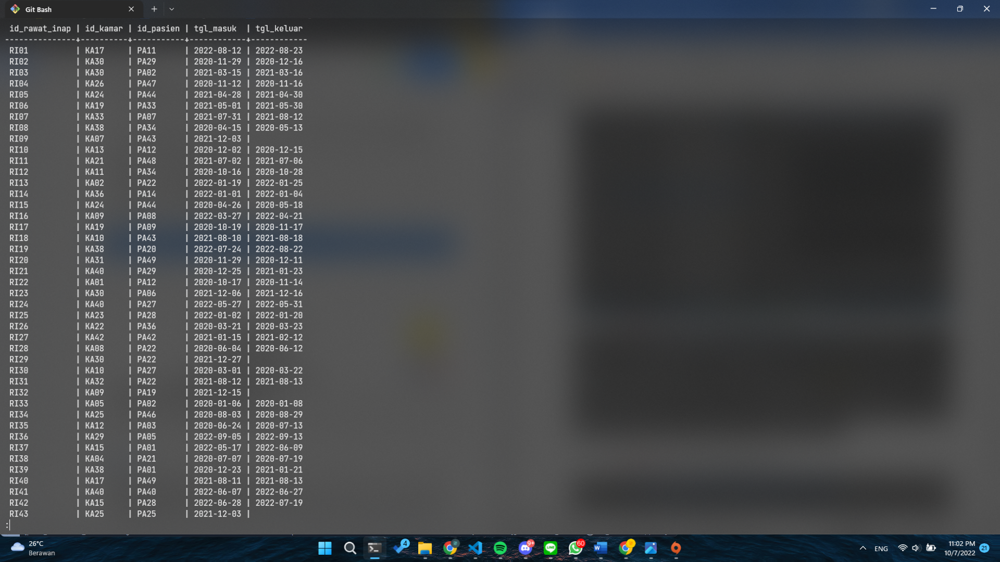 Git Bash
id_rawat_inap | id_kamar | id_pasien | tgl_masuk | tgl_keluar
---------------+----------+-----------+------------+------------
RI01 | KA17 | PA11 | 2022-08-12 | 2022-08-23
RI02 | KA30 | PA29 | 2020-11-29 | 2020-12-16
RI03 | KA30 | PA02 | 2021-03-15 | 2021-03-16
RI04 | KA26 | PA47 | 2020-11-12 | 2020-11-16
RI05 | KA24 | PA44 | 2021-04-28 | 2021-04-30
RI06 | KA19 | PA33 | 2021-05-01 | 2021-05-30
RI07 | KA33 | PA07 | 2021-07-31 | 2021-08-12
RI08 | KA38 | PA34 | 2020-04-15 | 2020-05-13
RI09 | KA07 | PA43 | 2021-12-03 |
RI10 | KA13 | PA12 | 2020-12-02 | 2020-12-15
RI11 | KA21 | PA48 | 2021-07-02 | 2021-07-06
RI12 | KA11 | PA34 | 2020-10-16 | 2020-10-28
RI13 | KA02 | PA22 | 2022-01-19 | 2022-01-25
RI14 | KA36 | PA14 | 2022-01-01 | 2022-01-04
RI15 | KA24 | PA44 | 2020-04-26 | 2020-05-18
RI16 | KA09 | PA08 | 2022-03-27 | 2022-04-21
RI17 | KA19 | PA09 | 2020-10-19 | 2020-11-17
RI18 | KA10 | PA43 | 2021-08-10 | 2021-08-18
RI19 | KA38 | PA20 | 2022-07-24 | 2022-08-22
RI20 | KA31 | PA49 | 2020-11-29 | 2020-12-11
RI21 | KA40 | PA29 | 2020-12-25 | 2021-01-23
RI22 | KA01 | PA12 | 2020-10-17 | 2020-11-14
RI23 | KA30 | PA06 | 2021-12-06 | 2021-12-16
RI24 | KA40 | PA27 | 2022-05-27 | 2022-05-31
RI25 | KA23 | PA28 | 2022-01-02 | 2022-01-20
RI26 | KA22 | PA36 | 2020-03-21 | 2020-03-23
RI27 | KA42 | PA42 | 2021-01-15 | 2021-02-12
RI28 | KA08 | PA22 | 2020-06-04 | 2020-06-12
RI29 | KA30 | PA22 | 2021-12-27 |
RI30 | KA10 | PA27 | 2020-03-01 | 2020-03-22
RI31 | KA32 | PA22 | 2021-08-12 | 2021-08-13
RI32 | KA09 | PA19 | 2021-12-15 |
RI33 | KA05 | PA02 | 2020-01-06 | 2020-01-08
RI34 | KA25 | PA46 | 2020-08-03 | 2020-08-29
RI35 | KA12 | PA03 | 2020-06-24 | 2020-07-13
RI36 | KA29 | PA05 | 2022-09-05 | 2022-09-13
RI37 | KA15 | PA01 | 2022-05-17 | 2022-06-09
RI38 | KA04 | PA21 | 2020-07-07 | 2020-07-19
RI39 | KA38 | PA01 | 2020-12-23 | 2021-01-21
RI40 | KA17 | PA49 | 2021-08-11 | 2021-08-13
RI41 | KA40 | PA40 | 2022-06-07 | 2022-06-27
RI42 | KA15 | PA28 | 2022-06-28 | 2022-07-19
RI43 | KA25 | PA25 | 2021-12-03 |
:
26°C
Berawan
4
9+
LINE
60
W
ENG
11:02 PM
10/7/2022
21